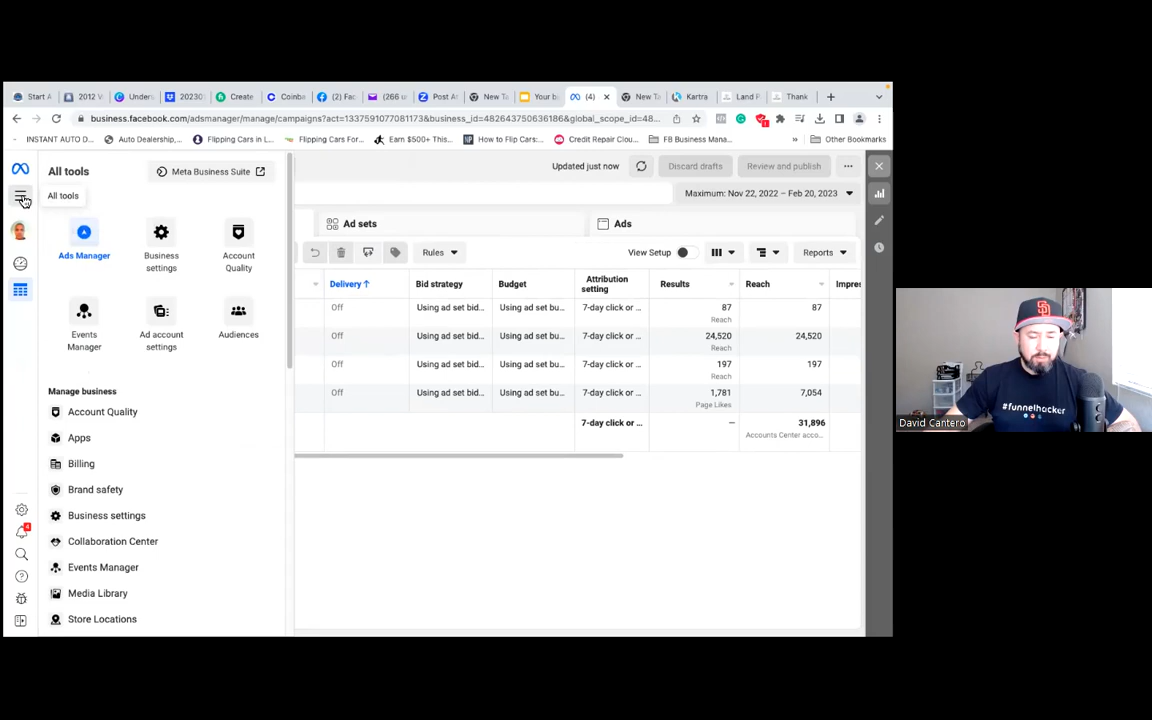 Start A
2012 V
Unders
20230
Create
Coinba
(2) Fac
(266 u
Post Ar
New Ta
Your bi
(4)
New Ta
Kartra
Land P
Thank
business.facebook.com/adsmanager/manage/campaigns?act=1337591077081173&business_id=482643750636186&global_scope_id=48...
INSTANT AUTO D...
Auto Dealership,...
Flipping Cars in L...
Flipping Cars For...
Earn $500+ This...
How to Flip Cars:...
Credit Repair Clou...
FB Business Mana...
»
Other Bookmarks
All tools
Meta Business Suite
Updated just now
Discard drafts
Review and publish
All tools
Maximum: Nov 22, 2022 – Feb 20, 2023
Ads Manager
Business settings
Account Quality
Ad sets
Ads
Rules
View Setup
Reports
Events Manager
Ad account settings
Audiences
Delivery ↑
Bid strategy
Budget
Attribution setting
Results
Reach
Impres
Off
Using ad set bid...
Using ad set bu...
7-day click or ...
87
Reach
87
Off
Using ad set bid...
Using ad set bu...
7-day click or ...
24,520
Reach
24,520
Off
Using ad set bid...
Using ad set bu...
7-day click or ...
197
Reach
197
Off
Using ad set bid...
Using ad set bu...
7-day click or ...
1,781
Page Likes
7,054
7-day click or ...
—
31,896
Accounts Center acco...
Manage business
Account Quality
Apps
Billing
Brand safety
Business settings
Collaboration Center
Events Manager
Media Library
Store Locations
4
#funnelhacker
David Cantero